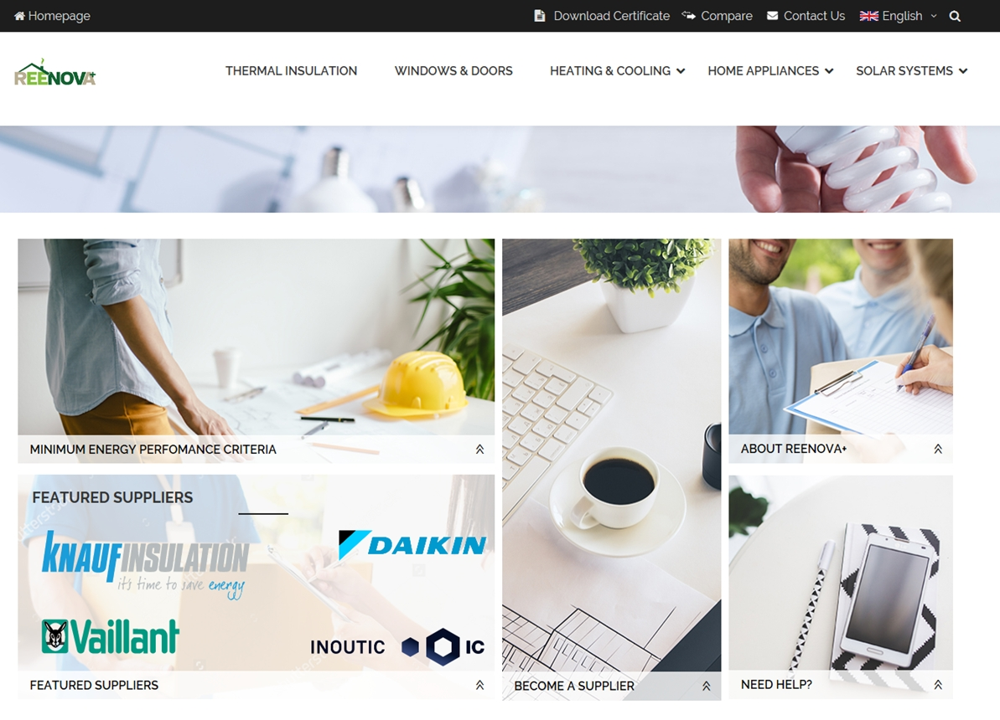 Homepage
Download Certificate
Compare
Contact Us
English
REENOVA+
THERMAL INSULATION
WINDOWS & DOORS
HEATING & COOLING
HOME APPLIANCES
SOLAR SYSTEMS
MINIMUM ENERGY PERFOMANCE CRITERIA
ABOUT REENOVA+
FEATURED SUPPLIERS
KNAUFINSULATION
it's time to save energy
DAIKIN
Vaillant
INOUTIC
IC
FEATURED SUPPLIERS
BECOME A SUPPLIER
NEED HELP?